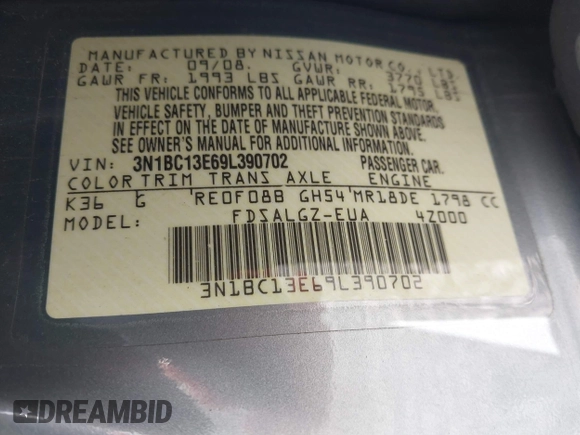 MANUFACTURED BY NISSAN MOTOR CO., LTD.
DATE: 09/08. GVWR: 3770 LBS
GAWR FR: 1993 LBS GAWR RR: 1795 LBS
THIS VEHICLE CONFORMS TO ALL APPLICABLE FEDERAL MOTOR
VEHICLE SAFETY, BUMPER AND THEFT PREVENTION STANDARDS
IN EFFECT ON THE DATE OF MANUFACTURE SHOWN ABOVE.
SEE OWNER'S MANUAL FOR ADDITIONAL INFORMATION.
VIN: 3N1BC13E69L390702 PASSENGER CAR.
COLOR TRIM TRANS AXLE ENGINE
K36 G RE0F08B GH54 MR18DE 1798 CC
MODEL: FDSALGZ-EUA 4Z000
3N1BC13E69L390702
DREAMBID